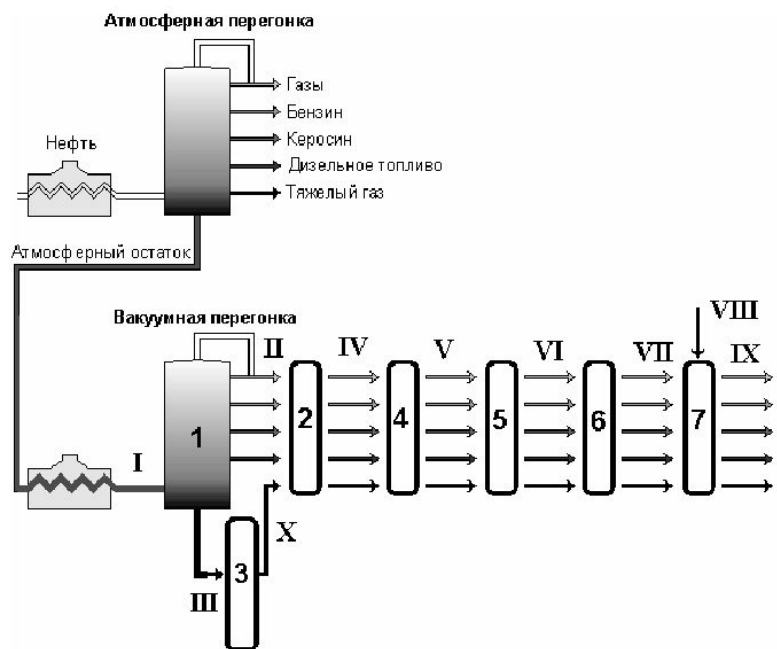 Атмосферная перегонка
Газы
Бензин
Нефть
Керосин
Дизельное топливо
Тяжелый газ
Атмосферный остаток
Вакуумная перегонка
VIII
II
IV
V
VI
VII
IX
1
2
4
5
6
7
I
X
3
III